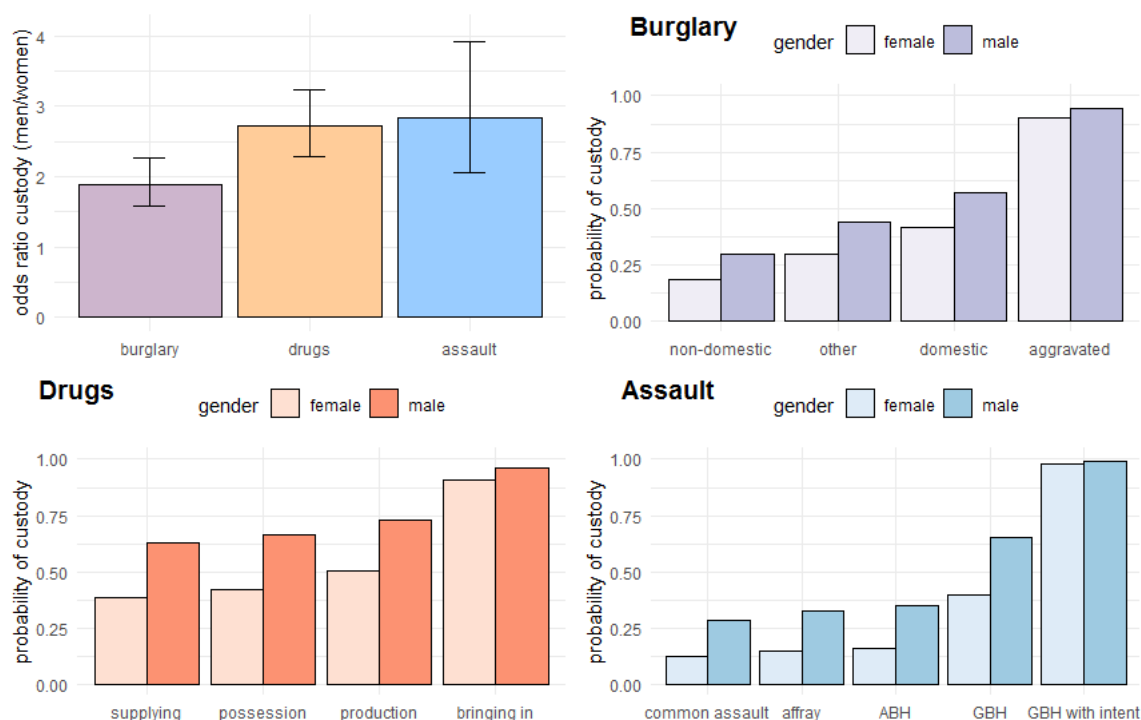 odds ratio custody (men/women)
4
3
2
1
0
burglary drugs assault
Burglary
gender female male
probability of custody
1.00
0.75
0.50
0.25
0.00
non-domestic other domestic aggravated
Drugs
gender female male
probability of custody
1.00
0.75
0.50
0.25
0.00
supplying possession production bringing in
Assault
gender female male
probability of custody
1.00
0.75
0.50
0.25
0.00
common assault affray ABH GBH GBH with intent